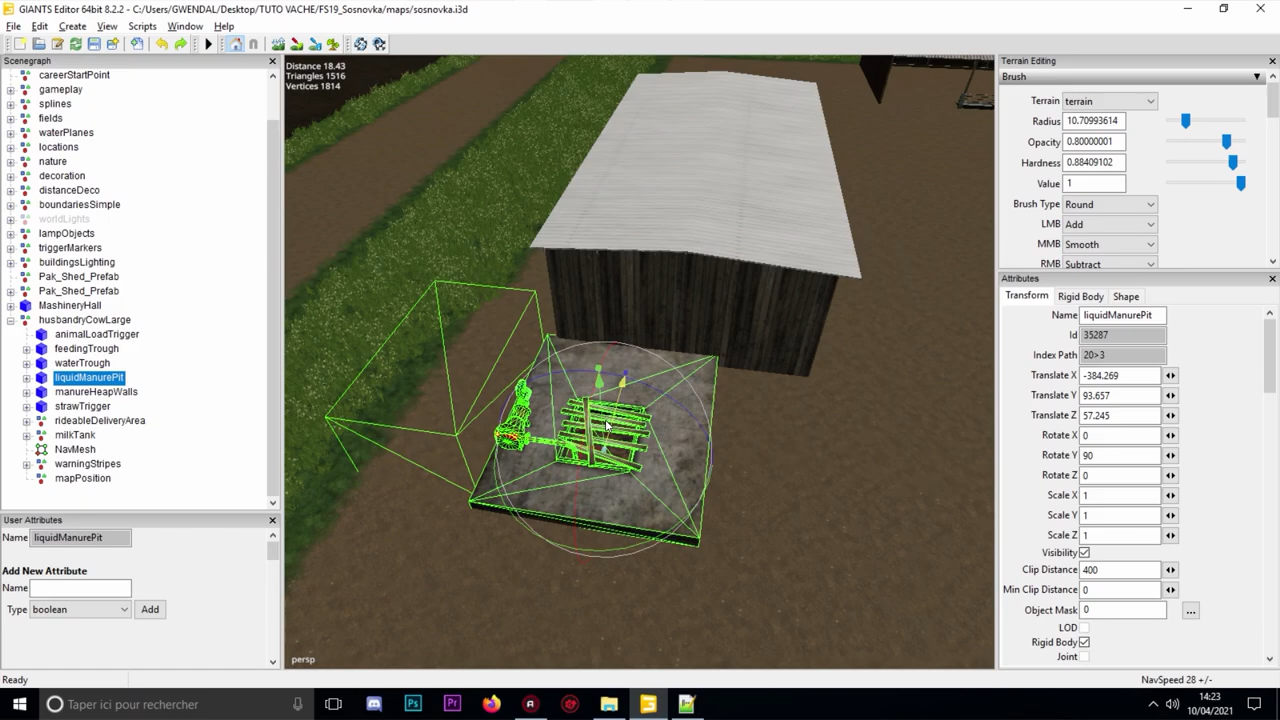 GIANTS Editor 64bit 8.2.2 - C:/Users/GWENDAL/Desktop/TUTO VACHE/FS19_Sosnovka/maps/sosnovka.i3d
File Edit Create View Scripts Window Help
Scenegraph
careerStartPoint
gameplay
splines
fields
waterPlanes
locations
nature
decoration
distanceDeco
boundariesSimple
worldLights
lampObjects
triggerMarkers
buildingsLighting
Pak_Shed_Prefab
Pak_Shed_Prefab
MachineryHall
husbandryCowLarge
animalLoadTrigger
feedingTrough
waterTrough
liquidManurePit
manureHeapWalls
strawTrigger
rideableDeliveryArea
milkTank
NavMesh
warningStripes
mapPosition
User Attributes
Name liquidManurePit
Add New Attribute
Name
Type boolean Add
Distance 18.43
Triangles 1516
Vertices 1814
persp
Terrain Editing
Brush
Terrain terrain
Radius 10.70993614
Opacity 0.80000001
Hardness 0.88409102
Value 1
Brush Type Round
LMB Add
MMB Smooth
RMB Subtract
Attributes
Transform Rigid Body Shape
Name liquidManurePit
Id 35287
Index Path 20>3
Translate X -384.269
Translate Y 93.657
Translate Z 57.245
Rotate X 0
Rotate Y 90
Rotate Z 0
Scale X 1
Scale Y 1
Scale Z 1
Visibility
Clip Distance 400
Min Clip Distance 0
Object Mask 0 ...
LOD
Rigid Body
Joint
Ready
NavSpeed 28 +/-
Taper ici pour rechercher
Ps
Pr
14:23
10/04/2021